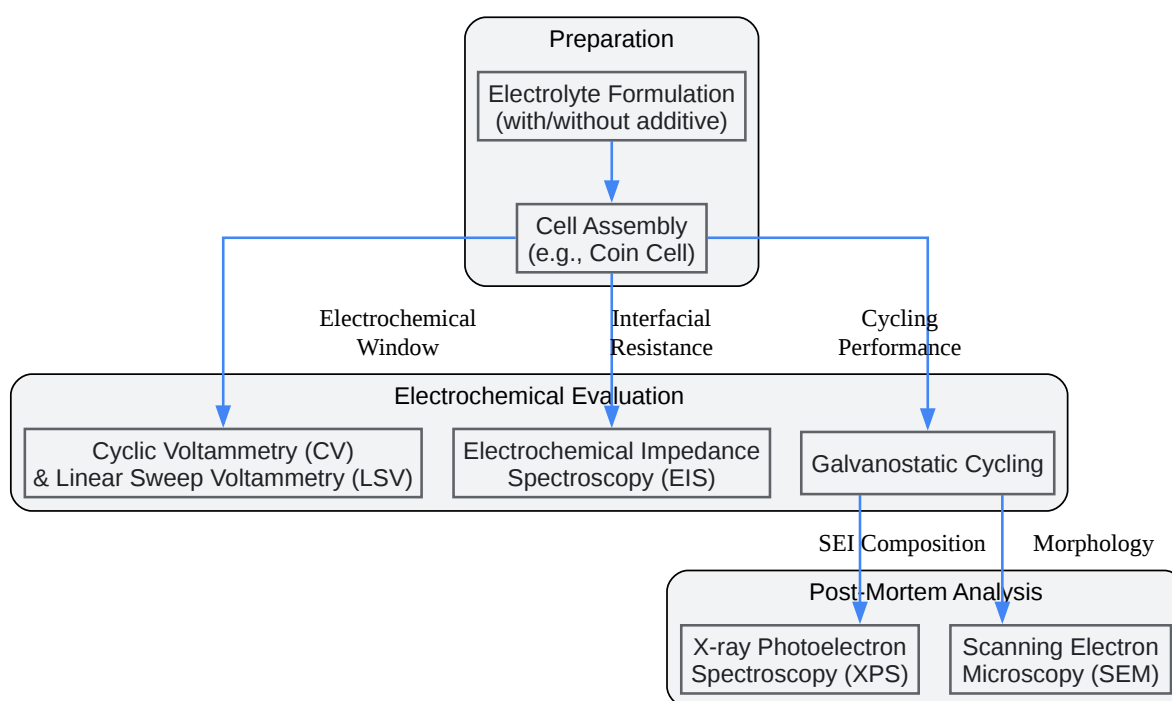 Preparation
Electrolyte Formulation
(with/without additive)
Cell Assembly
(e.g., Coin Cell)
Electrochemical
Window
Interfacial
Resistance
Cycling
Performance
Electrochemical Evaluation
Cyclic Voltammetry (CV)
& Linear Sweep Voltammetry (LSV)
Electrochemical Impedance
Spectroscopy (EIS)
Galvanostatic Cycling
SEI Composition
Morphology
Post-Mortem Analysis
X-ray Photoelectron
Spectroscopy (XPS)
Scanning Electron
Microscopy (SEM)